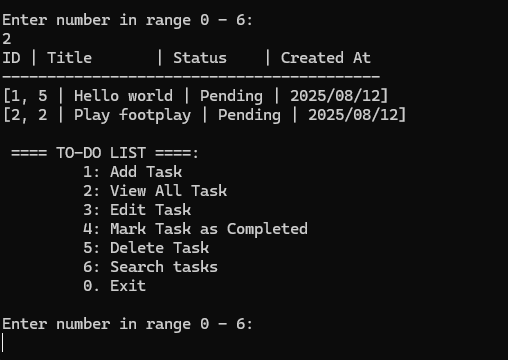 Enter number in range 0 - 6:
2
ID | Title       | Status    | Created At
------------------------------------------
[1, 5 | Hello world | Pending | 2025/08/12]
[2, 2 | Play footplay | Pending | 2025/08/12]
==== TO-DO LIST ====:
1: Add Task
2: View All Task
3: Edit Task
4: Mark Task as Completed
5: Delete Task
6: Search tasks
0. Exit
Enter number in range 0 - 6: